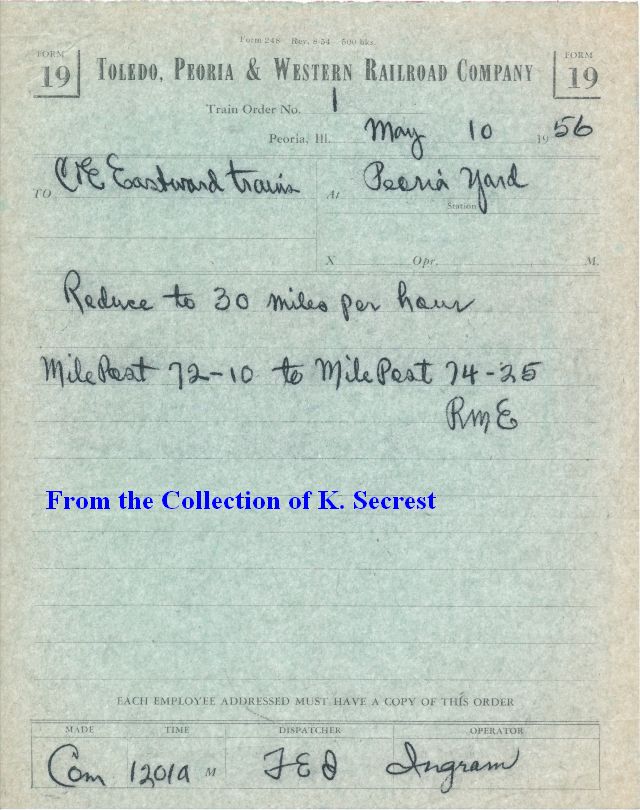 Form 248 Rev. 8-54 500 bks.
FORM 19 TOLEDO, PEORIA & WESTERN RAILROAD COMPANY FORM 19
Train Order No. 1
Peoria, Ill. May 10 1956
TO C&E Eastward trains At Peoria Yard
Station
X Opr. M.
Reduce to 30 miles per hour
Mile Post 72-10 to Mile Post 74-25
RME
From the Collection of K. Secrest
EACH EMPLOYEE ADDRESSED MUST HAVE A COPY OF THIS ORDER
MADE TIME DISPATCHER OPERATOR
Com 1201a M Ingram